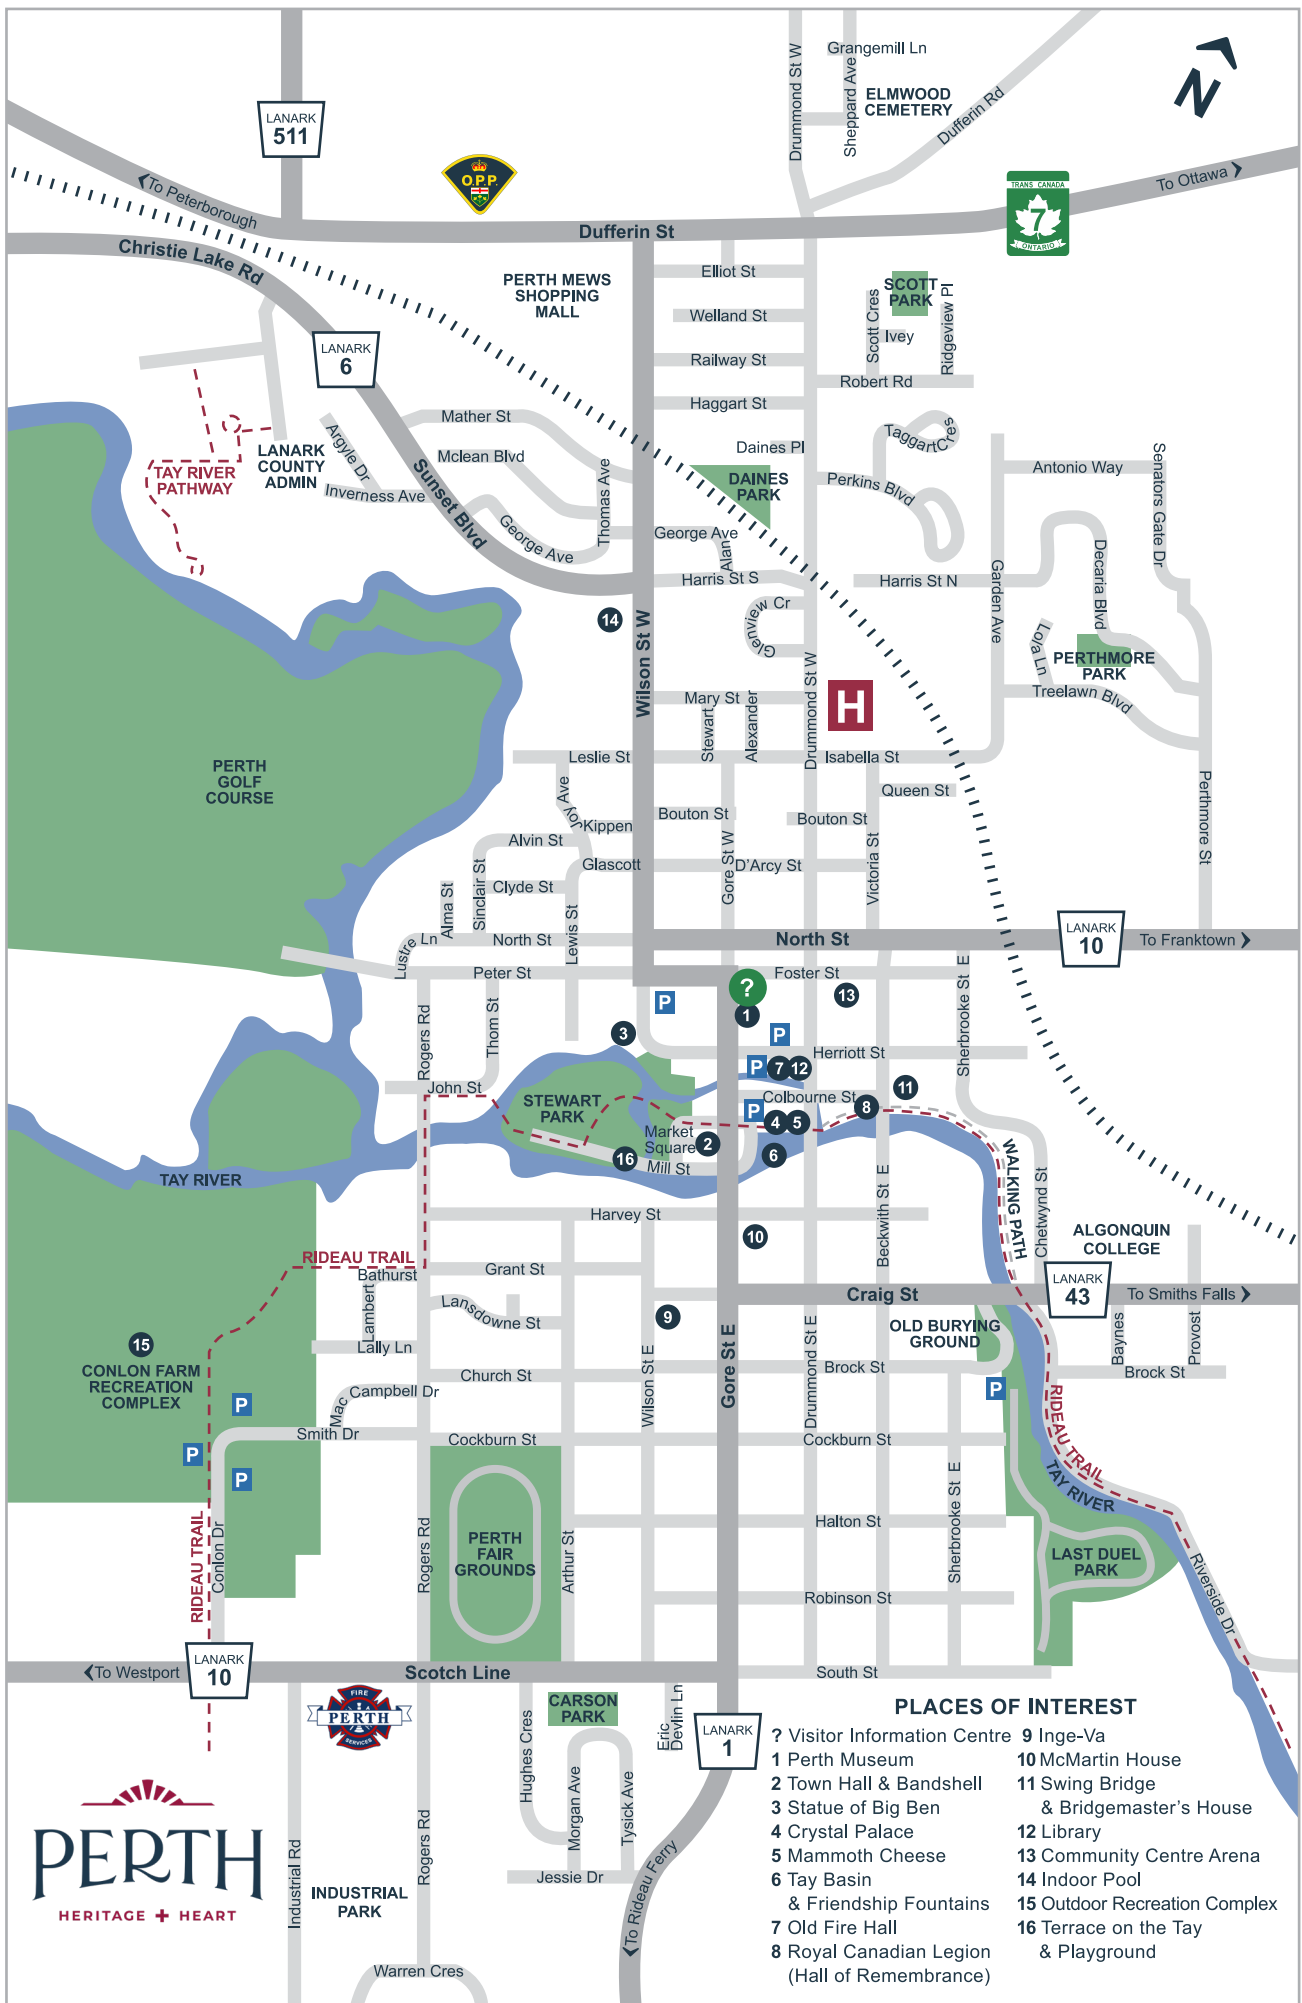 Grangemill Ln
Drummond St W
Sheppard Ave
ELMWOOD
CEMETERY
Dufferin Rd
N
LANARK
511
O.P.P.
To Peterborough
TRANS CANADA
7
ONTARIO
To Ottawa
Dufferin St
Christie Lake Rd
PERTH MEWS
SHOPPING
MALL
Elliot St
Welland St
Railway St
Haggart St
SCOTT
PARK
Scott Cres
Ivey
Ridgeview Pl
Robert Rd
LANARK
6
Mather St
Mclean Blvd
Argyle Dr
Inverness Ave
LANARK
COUNTY
ADMIN
TAY RIVER
PATHWAY
Sunset Blvd
George Ave
Thomas Ave
Daines Pl
DAINES
PARK
Taggart Cres
Perkins Blvd
Antonio Way
Senators Gate Dr
George Ave
Alan
Harris St S
Harris St N
Garden Ave
Decaria Blvd
Glenview Cr
14
Wilson St W
Lola Ln
PERTHMORE
PARK
Treelawn Blvd
Mary St
Stewart
Alexander
Drummond St W
H
Leslie St
Isabella St
PERTH
GOLF
COURSE
Joy Ave
Kippen
Bouton St
Bouton St
Queen St
Perthmore St
Alvin St
Glascott
Gore St W
D'Arcy St
Victoria St
Clyde St
Sinclair St
Alma St
Lewis St
Lustre Ln
North St
North St
LANARK
10
To Franktown
Peter St
Foster St
?
1
13
P
3
Rogers Rd
Thom St
P
Herriott St
Sherbrooke St E
P
7
12
John St
Colbourne St
11
STEWART
PARK
P
4
5
8
Market
Square
2
16
Mill St
6
TAY RIVER
WALKING PATH
Chetwynd St
Harvey St
10
Beckwith St E
ALGONQUIN
COLLEGE
RIDEAU TRAIL
Bathurst
Grant St
LANARK
43
To Smiths Falls
Craig St
Lambert
Lansdowne St
9
OLD BURYING
GROUND
Baynes
Provost
15
CONLON FARM
RECREATION
COMPLEX
Lally Ln
Church St
Wilson St E
Gore St E
Drummond St E
Brock St
Brock St
P
Mac
Campbell Dr
P
RIDEAU TRAIL
Smith Dr
Cockburn St
Cockburn St
P
P
TAY RIVER
RIDEAU TRAIL
Conlon Dr
Rogers Rd
PERTH
FAIR
GROUNDS
Arthur St
Halton St
Sherbrooke St E
LAST DUEL
PARK
Riverside Dr
Robinson St
To Westport
LANARK
10
Scotch Line
South St
FIRE
PERTH
SERVICES
Hughes Cres
CARSON
PARK
Eric
Devlin Ln
LANARK
1
Morgan Ave
Tysick Ave
Jessie Dr
To Rideau Ferry
Industrial Rd
Rogers Rd
INDUSTRIAL
PARK
Warren Cres
PERTH
HERITAGE + HEART
PLACES OF INTEREST
? Visitor Information Centre
1 Perth Museum
2 Town Hall & Bandshell
3 Statue of Big Ben
4 Crystal Palace
5 Mammoth Cheese
6 Tay Basin
& Friendship Fountains
7 Old Fire Hall
8 Royal Canadian Legion
(Hall of Remembrance)
9 Inge-Va
10 McMartin House
11 Swing Bridge
& Bridgemaster's House
12 Library
13 Community Centre Arena
14 Indoor Pool
15 Outdoor Recreation Complex
16 Terrace on the Tay
& Playground